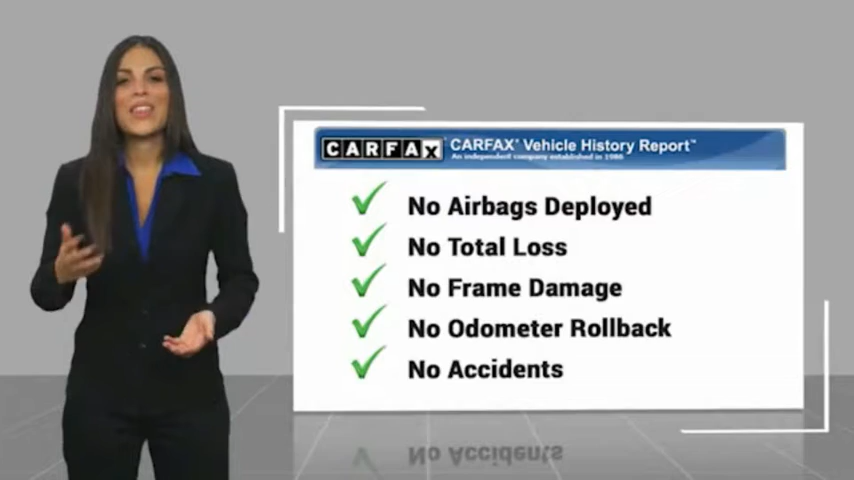 CARFAX CARFAX® Vehicle History Report™
An independent company established in 1986
No Airbags Deployed
No Total Loss
No Frame Damage
No Odometer Rollback
No Accidents
No Accidents